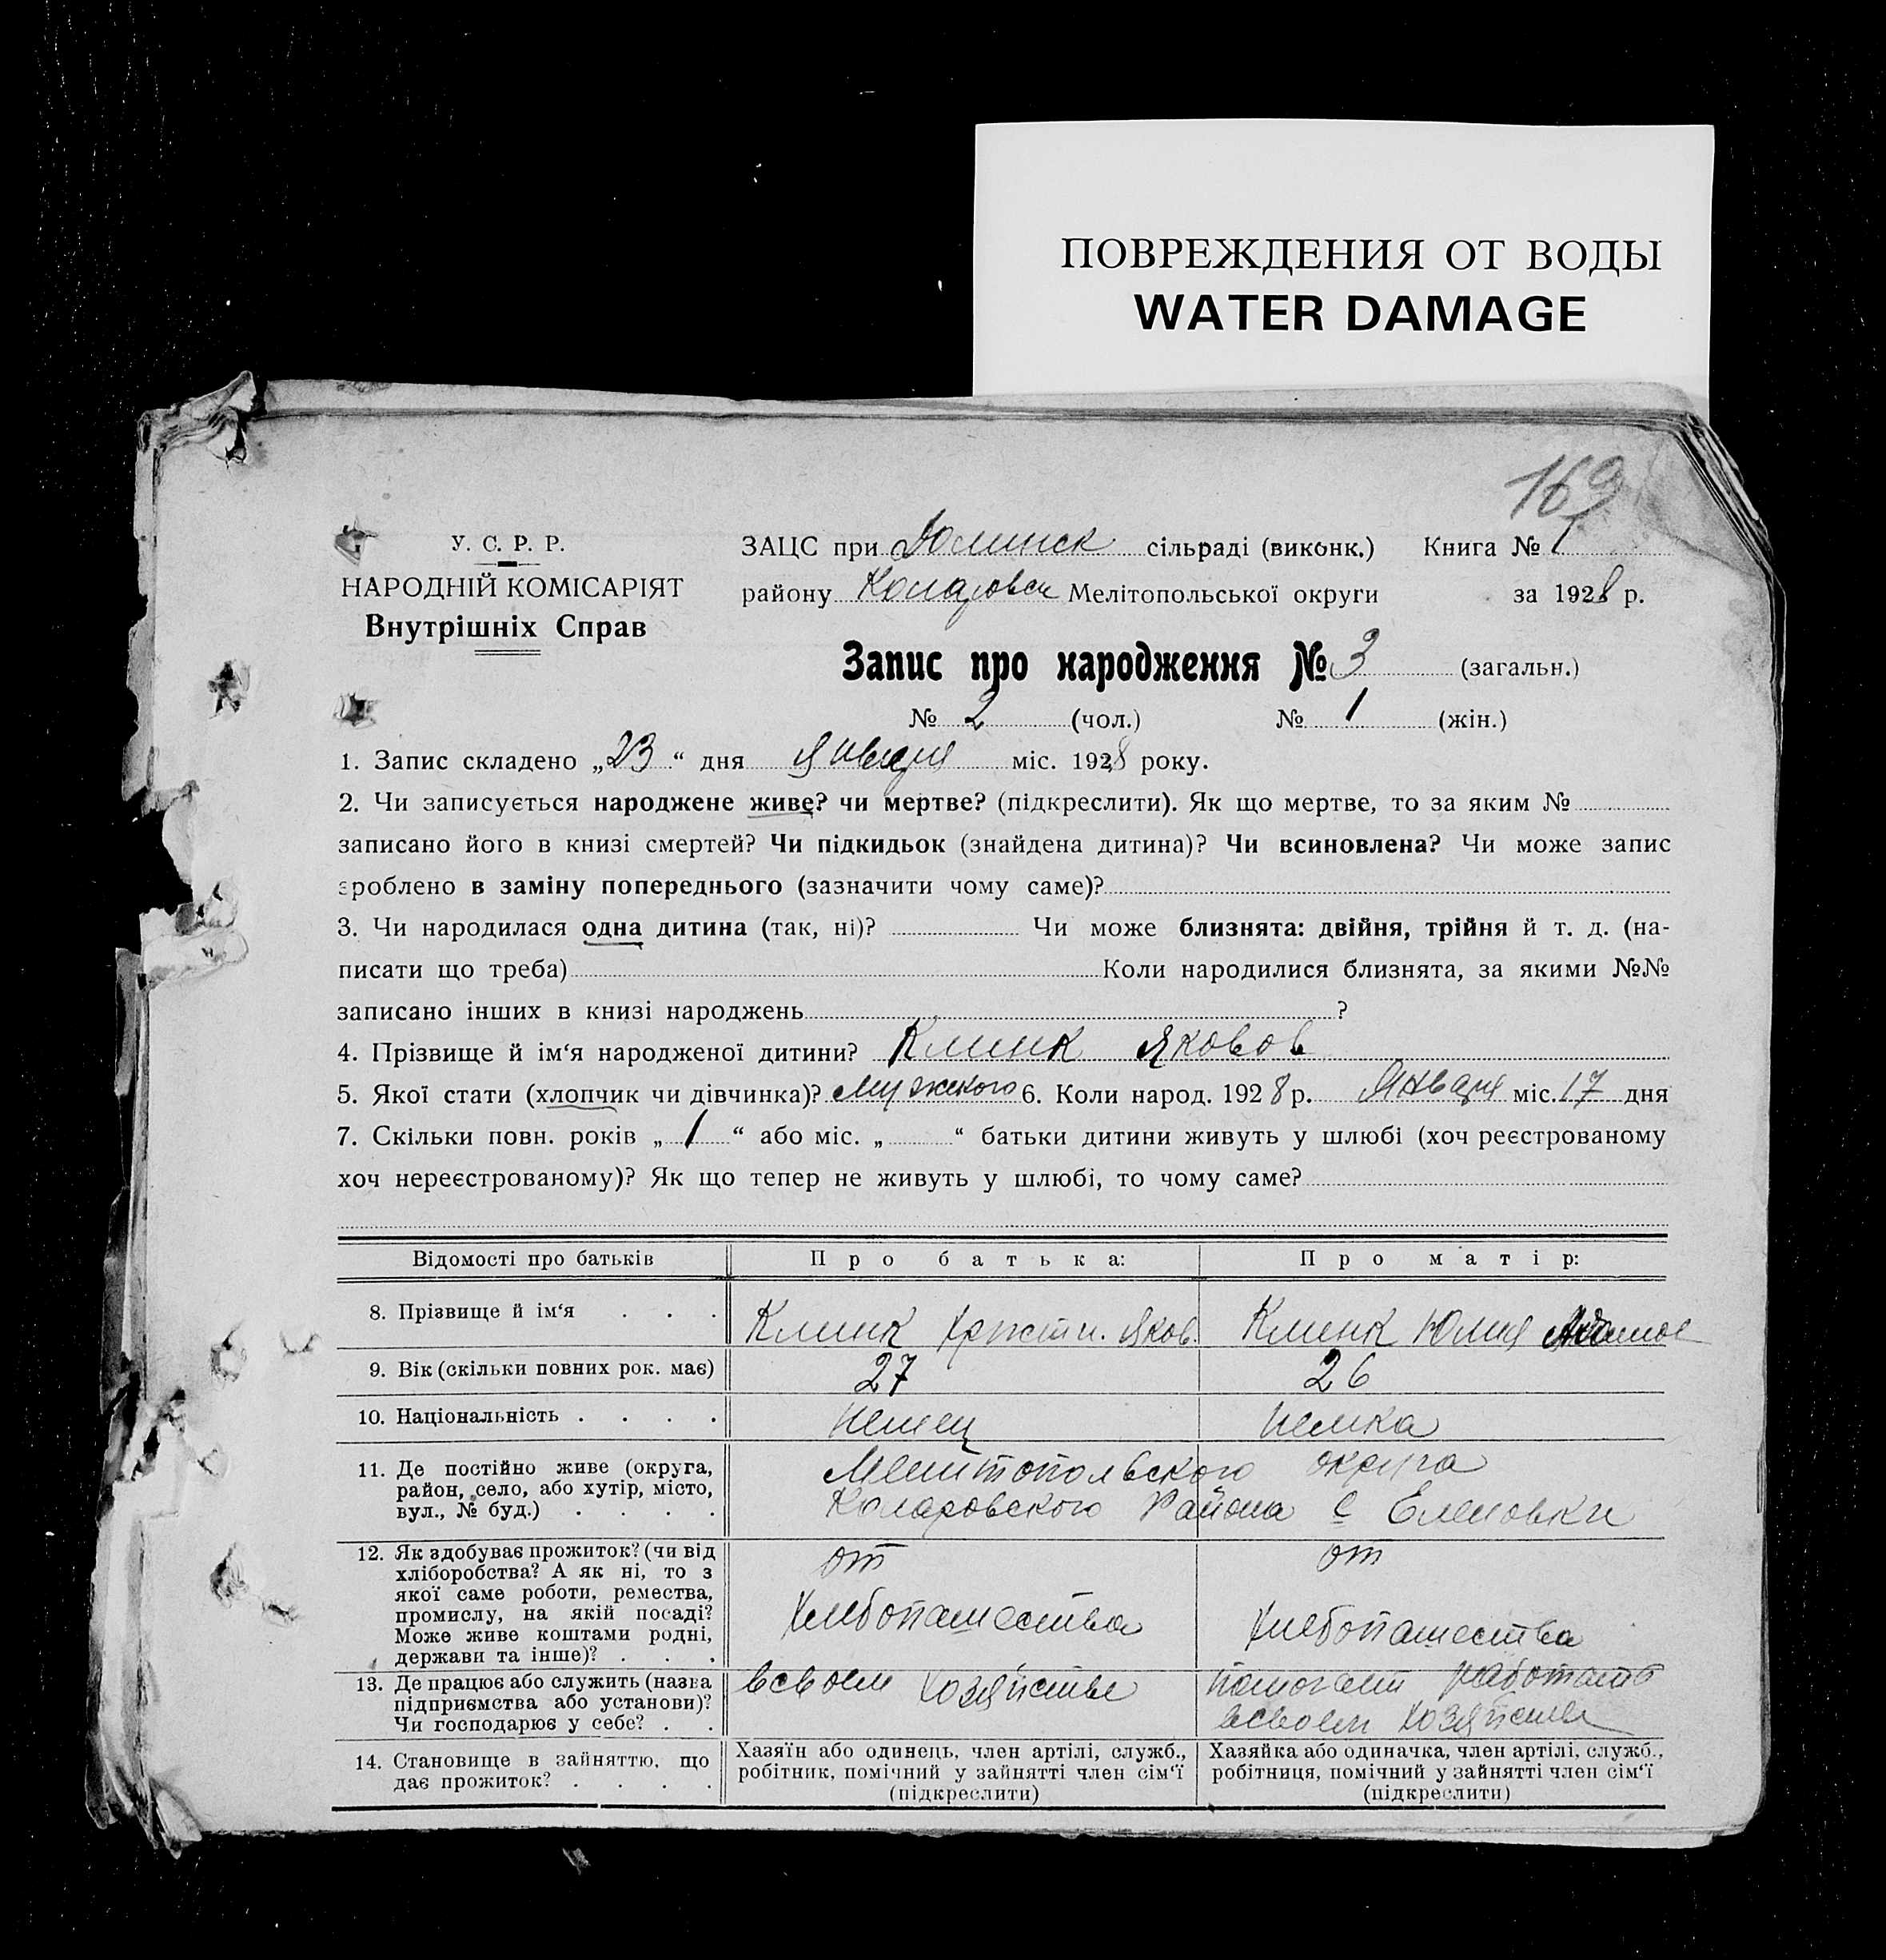 ПОВРЕЖДЕНИЯ ОТ ВОДЫ
WATER DAMAGE
169
У. С. Р. Р.
НАРОДНІЙ КОМІСАРІЯТ
Внутрішніх Справ
ЗАЦС при Долинск сільраді (виконк.) Книга № 1
району Коларовск Мелітопольської округи за 1928 р.
Запис про народження № 3 (загальн.)
№ 2 (чол.) № 1 (жін.)
1. Запис складено „23“ дня Января міс. 1928 року.
2. Чи записується народжене живе? чи мертве? (підкреслити). Як що мертве, то за яким №
записано його в книзі смертей? Чи підкидьок (знайдена дитина)? Чи всиновлена? Чи може запис
зроблено в заміну попереднього (зазначити чому саме)?
3. Чи народилася одна дитина (так, ні)? Чи може близнята: двійня, трійня й т. д. (на-
писати що треба) Коли народилися близнята, за якими №№
записано інших в книзі народжень ?
4. Прізвище й ім‘я народженої дитини? Клинк Яковов
5. Якої стати (хлопчик чи дівчинка)? Мужского 6. Коли народ. 1928 р. Января міс. 17 дня
7. Скільки повн. років „ 1 “ або міс. „ “ батьки дитини живуть у шлюбі (хоч реєстрованому
хоч нереєстрованому)? Як що тепер не живуть у шлюбі, то чому саме?
Відомості про батьків Про батька: Про матір:
8. Прізвище й ім‘я . . . Клинк Христи. Яков. Клинк Юлия
9. Вік (скільки повних рок. має) 27 26
10. Національність . . . . Немец Немка
11. Де постійно живе (округа,
район, село, або хутір, місто,
вул., № буд.) . . . .
Мелитопольского округа
Коларовского Района с Еленовки
12. Як здобуває прожиток? (чи від
хліборобства? А як ні, то з
якої саме роботи, ремества,
промислу, на якій посаді?
Може живе коштами родні,
держави та інше)? . . .
от
Хлебопашества
от
Хлебопашества
13. Де працює або служить (назва
підприємства або установи)?
Чи господарює у себе? . .
всвоем хозяйстве
помогает работать
всвоем хозяйстве
14. Становище в зайняттю, що
дає прожиток? . . . .
Хазяїн або одинець, член артілі, служб.,
робітник, помічний у зайнятті член сім‘ї
(підкреслити)
Хазяйка або одиначка, член артілі, служб.,
робітниця, помічний у зайнятті член сім‘ї
(підкреслити)